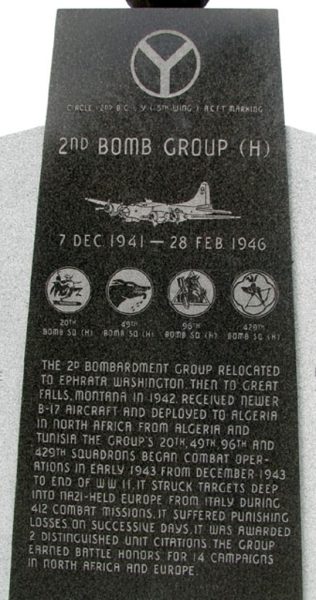 CIRCLE (2D B.G.) Y (5TH WING) ACFT MARKING
2ND BOMB GROUP (H)
7 DEC 1941 — 28 FEB 1946
20TH 49TH 96TH 429TH
BOMB SQ (H) BOMB SQ (H) BOMB SQ (H) BOMB SQ (H)
THE 2D BOMBARDMENT GROUP RELOCATED
TO EPHRATA, WASHINGTON, THEN TO GREAT
FALLS, MONTANA IN 1942, RECEIVED NEWER
B-17 AIRCRAFT AND DEPLOYED TO ALGERIA
IN NORTH AFRICA FROM ALGERIA AND
TUNISIA THE GROUP'S 20TH, 49TH, 96TH AND
429TH SQUADRONS BEGAN COMBAT OPER-
ATIONS IN EARLY 1943 FROM DECEMBER 1943
TO END OF WW II, IT STRUCK TARGETS DEEP
INTO NAZI-HELD EUROPE FROM ITALY DURING
412 COMBAT MISSIONS, IT SUFFERED PUNISHING
LOSSES, ON SUCCESSIVE DAYS, IT WAS AWARDED
2 DISTINGUISHED UNIT CITATIONS. THE GROUP
EARNED BATTLE HONORS FOR 14 CAMPAIGNS
IN NORTH AFRICA AND EUROPE.